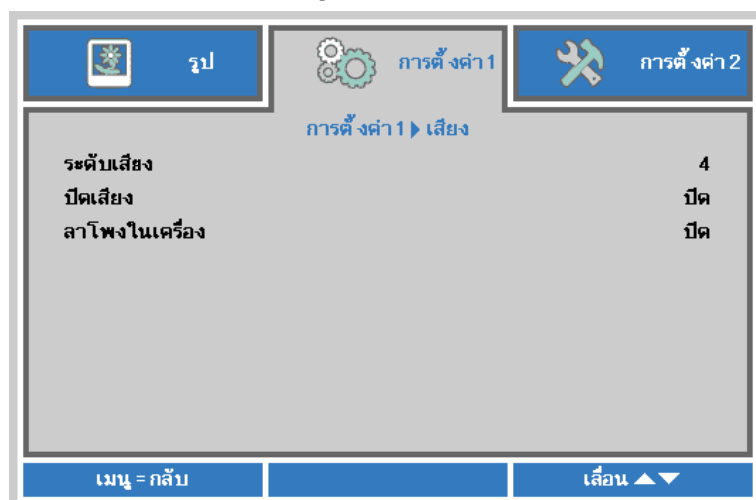 รูป
การตั้งค่า 1
การตั้งค่า 2
การตั้งค่า 1 ▶ เสียง
ระดับเสียง 4
ปิดเสียง ปิด
ลาโพงในเครื่อง ปิด
เมนู = กลับ
เลื่อน ▲▼